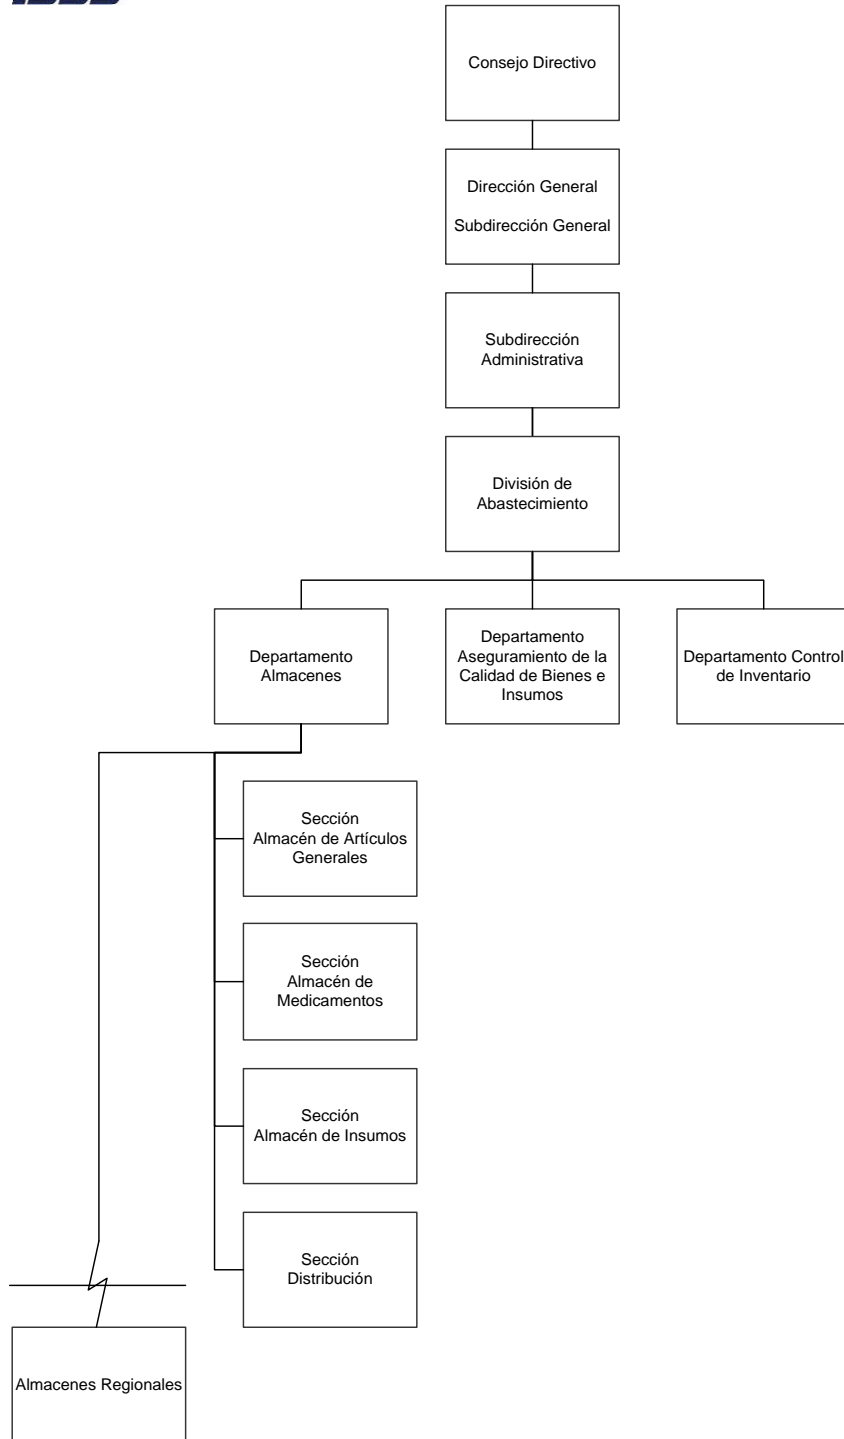 Consejo Directivo
Dirección General
Subdirección General
Subdirección
Administrativa
División de
Abastecimiento
Departamento
Almacenes
Departamento
Aseguramiento de la
Calidad de Bienes e
Insumos
Departamento Control
de Inventario
Sección
Almacén de Artículos
Generales
Sección
Almacén de
Medicamentos
Sección
Almacén de Insumos
Sección
Distribución
Almacenes Regionales